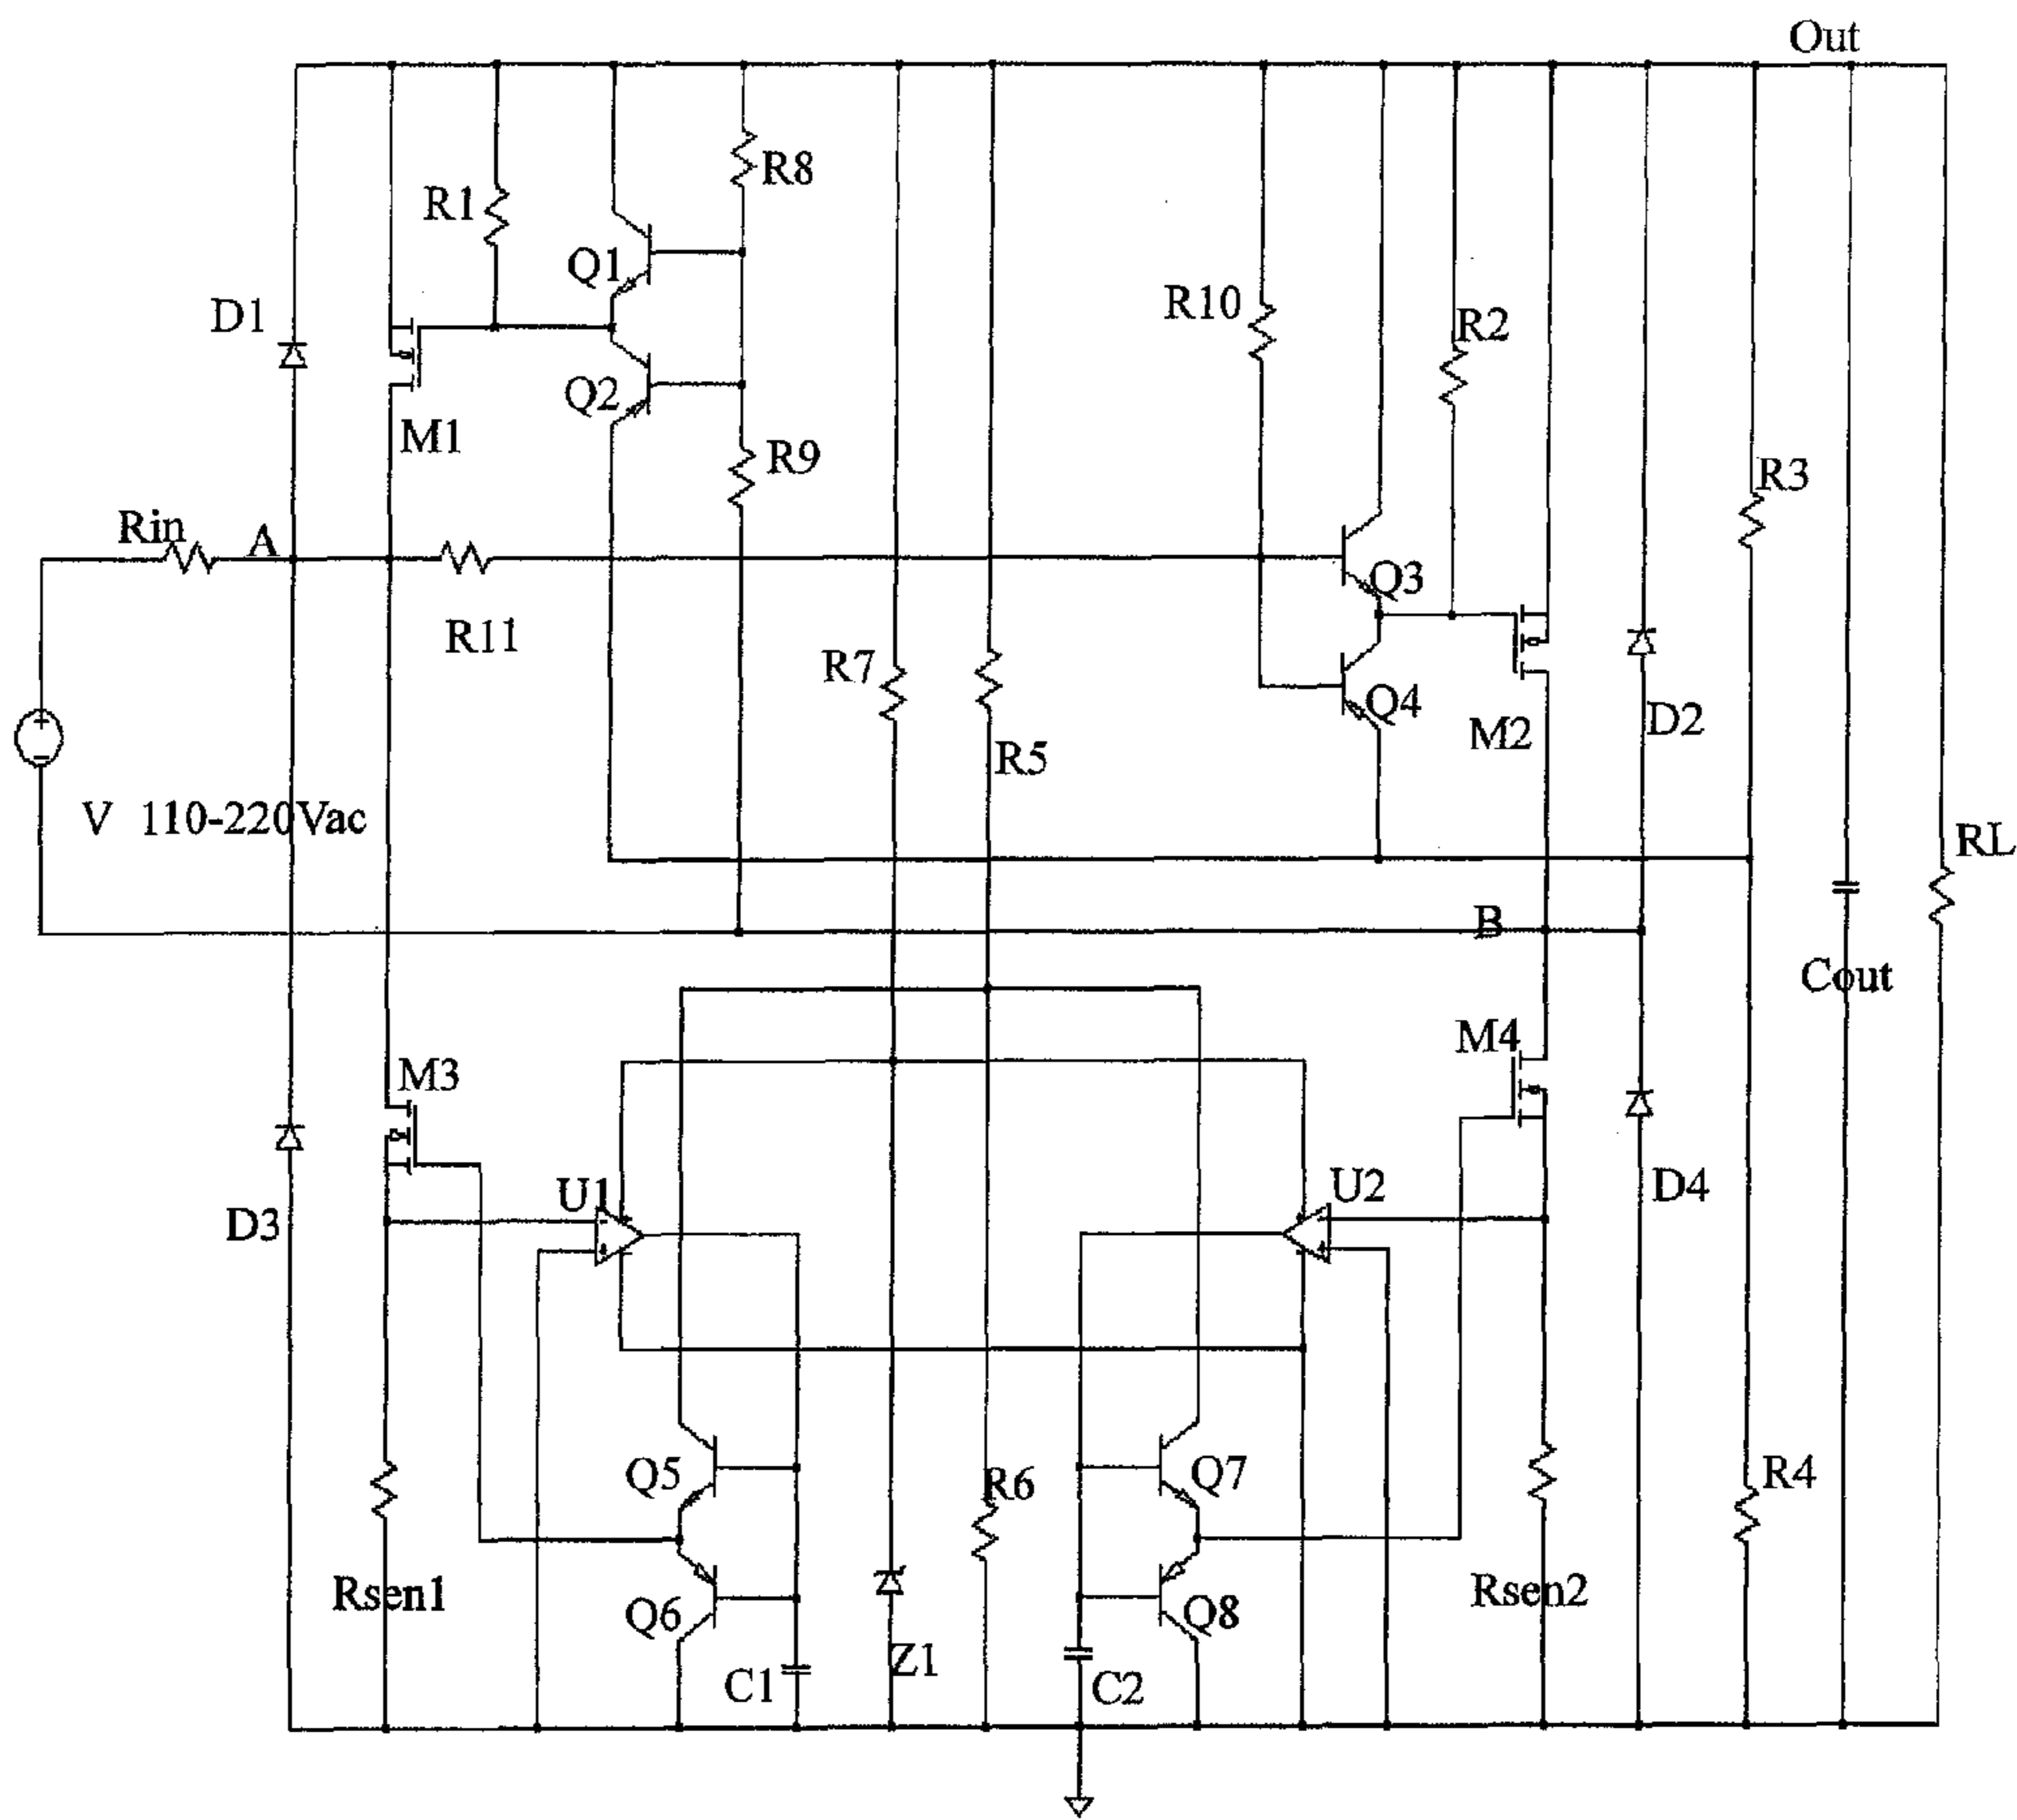 Out
R8
R1
Q1
R10
D1
R2
Q2
M1
R9
R3
Rin
A
Q3
R11
R7
Q4
D2
M2
R5
V 110-220Vac
RL
B
Cout
M4
M3
U1
U2
D4
D3
Q5
R6
Q7
R4
Rsen1
Rsen2
Q6
Q8
Z1
C1
C2